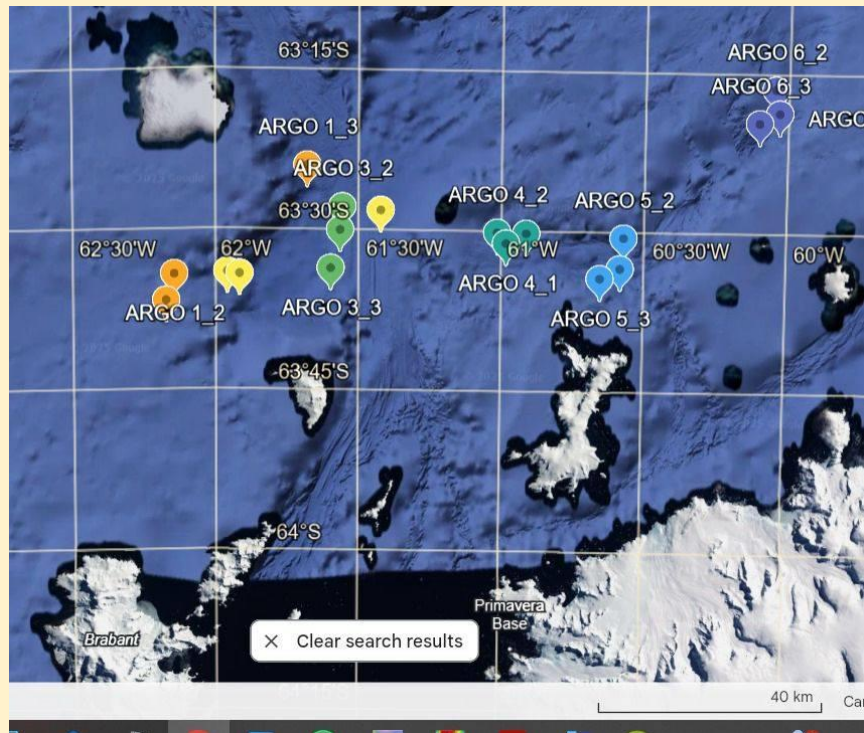 ARGO 6_2
63°15'S
ARGO 6_3
ARGO
ARGO 1_3
ARGO 3_2
ARGO 4_2
ARGO 5_2
63°30'S
62°30'W
62°W
61°30'W
61°W
60°30'W
60°W
ARGO 4_1
ARGO 3_3
ARGO 1_2
ARGO 5_3
63°45'S
64°S
Primavera
Base
Brabant
Clear search results
40 km